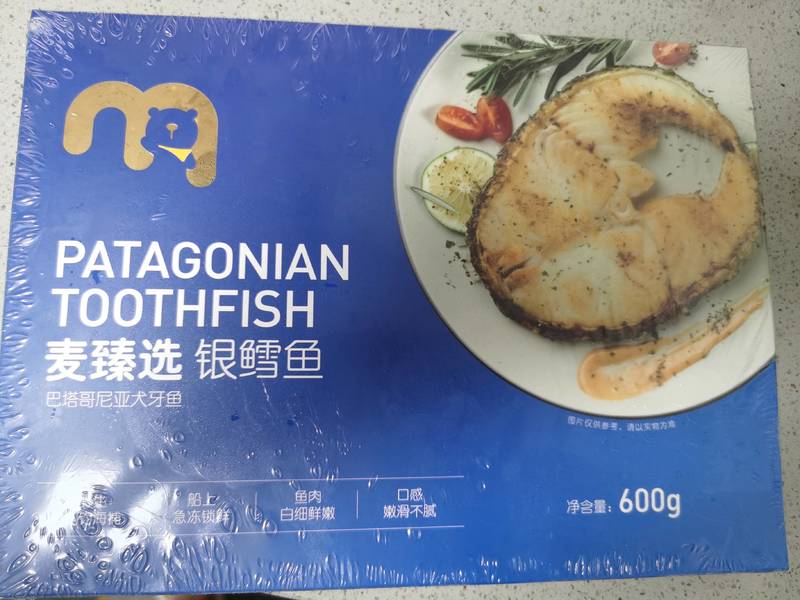 PATAGONIAN
TOOTHFISH
麦臻选 银鳕鱼
巴塔哥尼亚犬牙鱼
图片仅供参考，请以实物为准
船上
急冻锁鲜
鱼肉
白细鲜嫩
口感
嫩滑不腻
净含量：600g